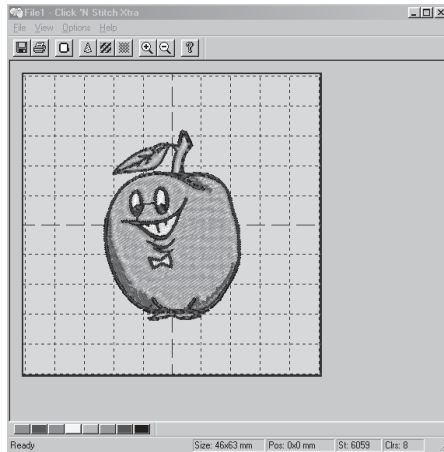 File1 - Click 'N Stitch Xtra
File View Options Help
Ready Size: 46x63 mm Pos: 0x0 mm St: 6059 Clrs: 8